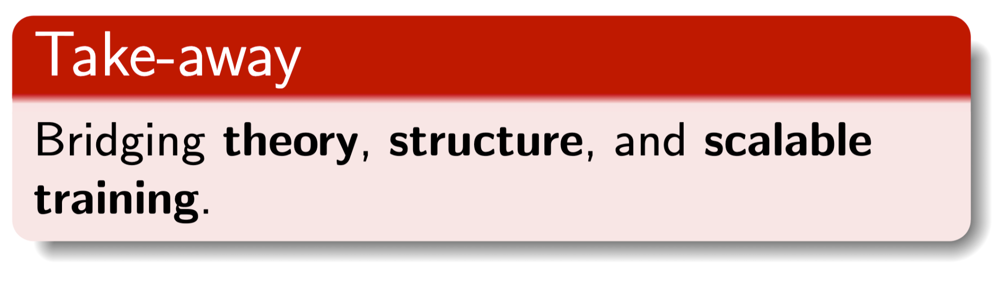 Take-away
Bridging theory, structure, and scalable
training.